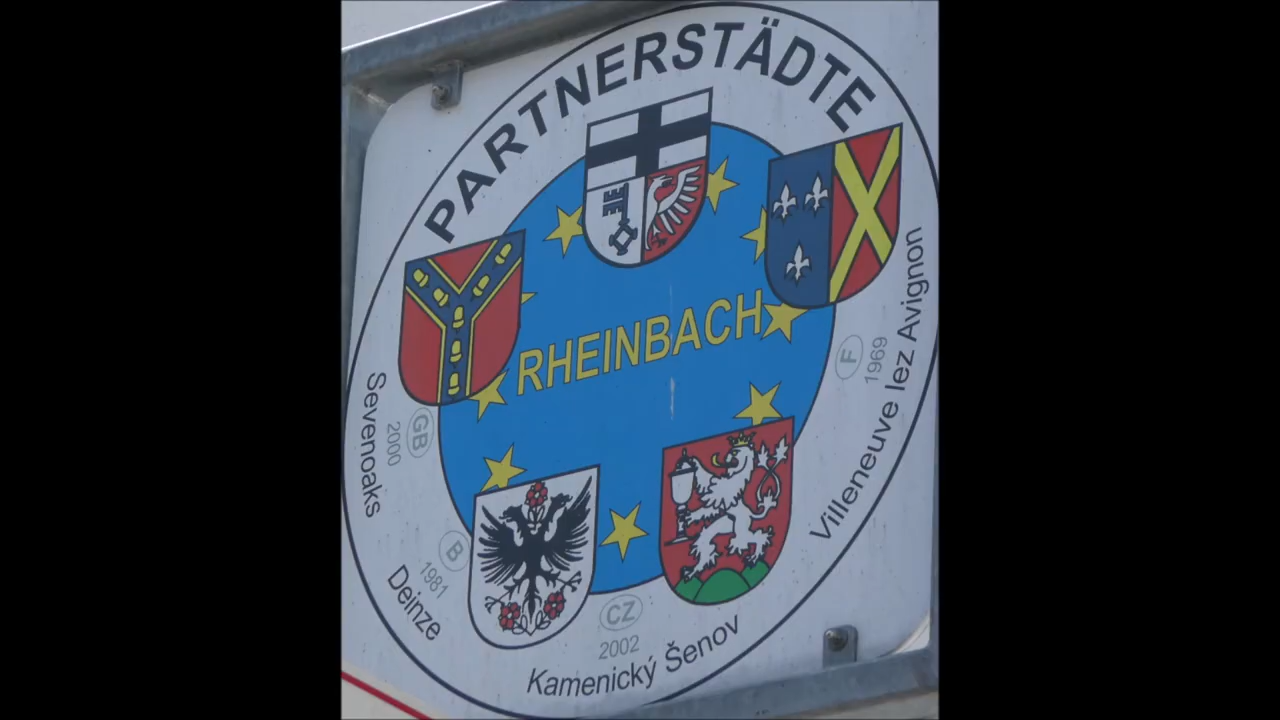 PARTNERSTÄDTE
RHEINBACH
F
1969
Villeneuve lez Avignon
GB
2000
Sevenoaks
B
1981
Deinze
CZ
2002
Kamenický Šenov